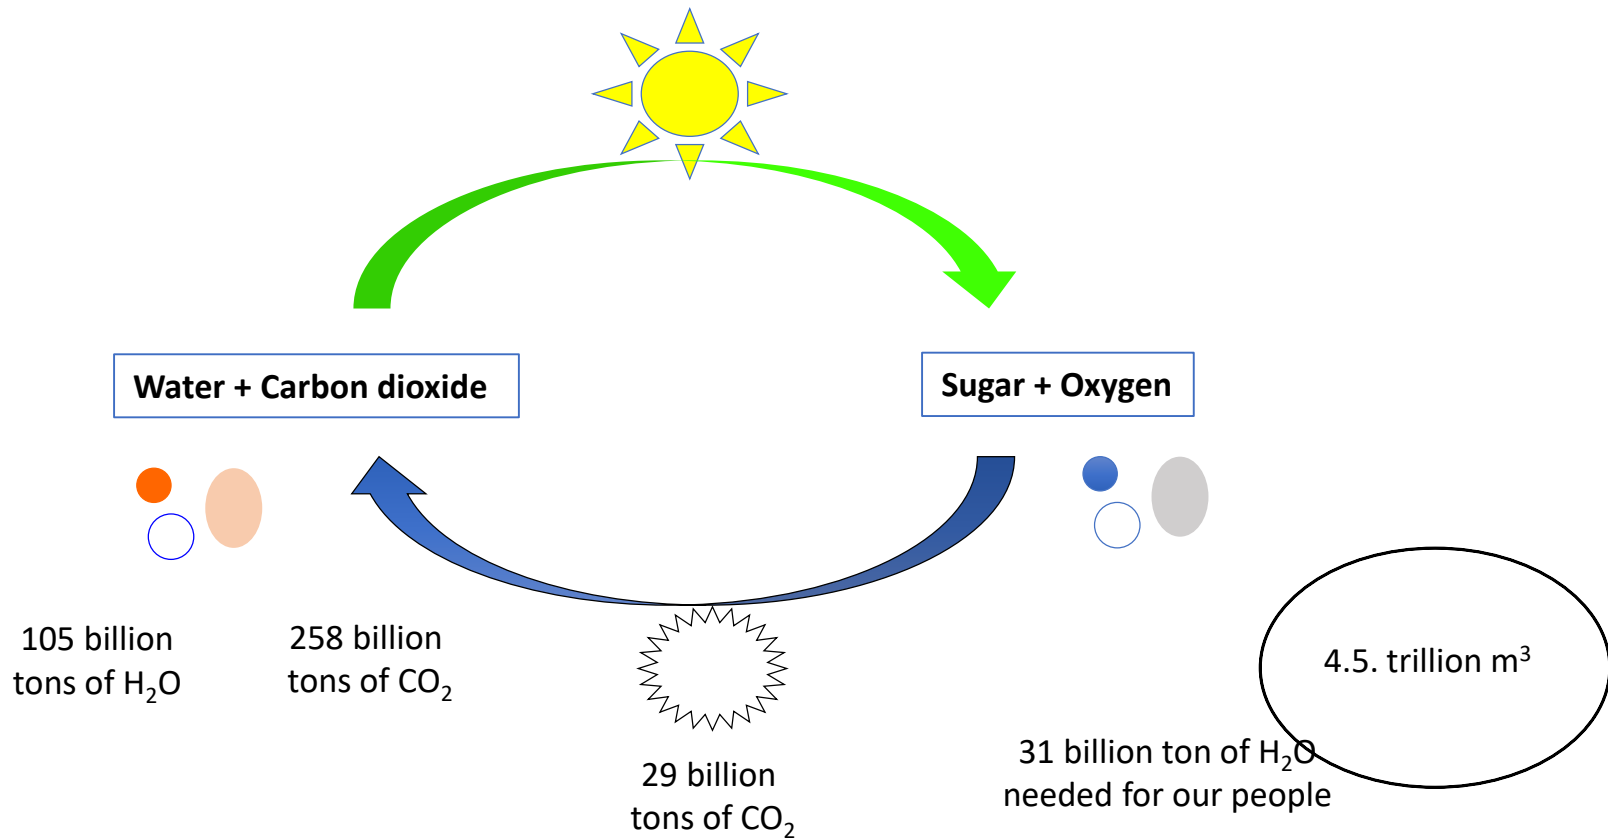 Water + Carbon dioxide
Sugar + Oxygen
105 billion
tons of H₂O
258 billion
tons of CO₂
29 billion
tons of CO₂
31 billion ton of H₂O
needed for our people
4.5. trillion m³